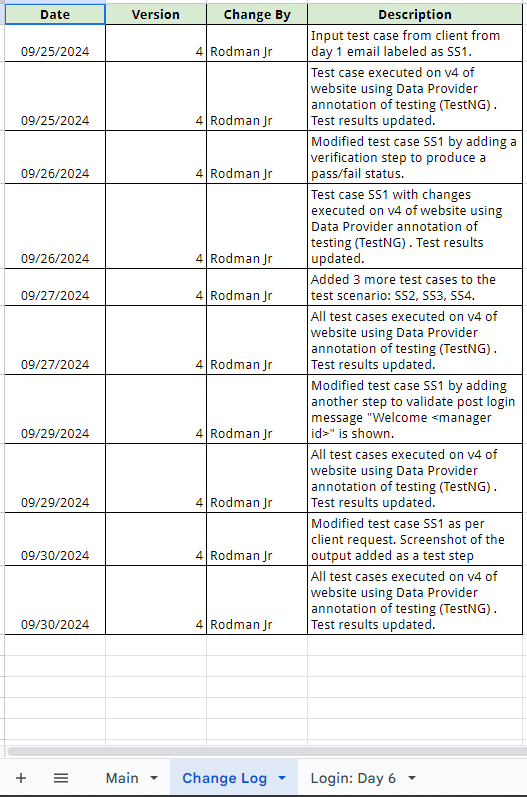 Date Version Change By Description
Input test case from client from
09/25/2024 4 Rodman Jr day 1 email labeled as SS1.
Test case executed on v4 of
website using Data Provider
annotation of testing (TestNG) .
09/25/2024 4 Rodman Jr Test results updated.
Modified test case SS1 by adding a
verification step to produce a
09/26/2024 4 Rodman Jr pass/fail status.
Test case SS1 with changes
executed on v4 of website using
Data Provider annotation of
testing (TestNG) . Test results
09/26/2024 4 Rodman Jr updated.
Added 3 more test cases to the
09/27/2024 4 Rodman Jr test scenario: SS2, SS3, SS4.
All test cases executed on v4 of
website using Data Provider
annotation of testing (TestNG) .
09/27/2024 4 Rodman Jr Test results updated.
Modified test case SS1 by adding
another step to validate post login
message "Welcome <manager
09/29/2024 4 Rodman Jr id>" is shown.
All test cases executed on v4 of
website using Data Provider
annotation of testing (TestNG) .
09/29/2024 4 Rodman Jr Test results updated.
Modified test case SS1 as per
client request. Screenshot of the
09/30/2024 4 Rodman Jr output added as a test step
All test cases executed on v4 of
website using Data Provider
annotation of testing (TestNG) .
09/30/2024 4 Rodman Jr Test results updated.
Main Change Log Login: Day 6